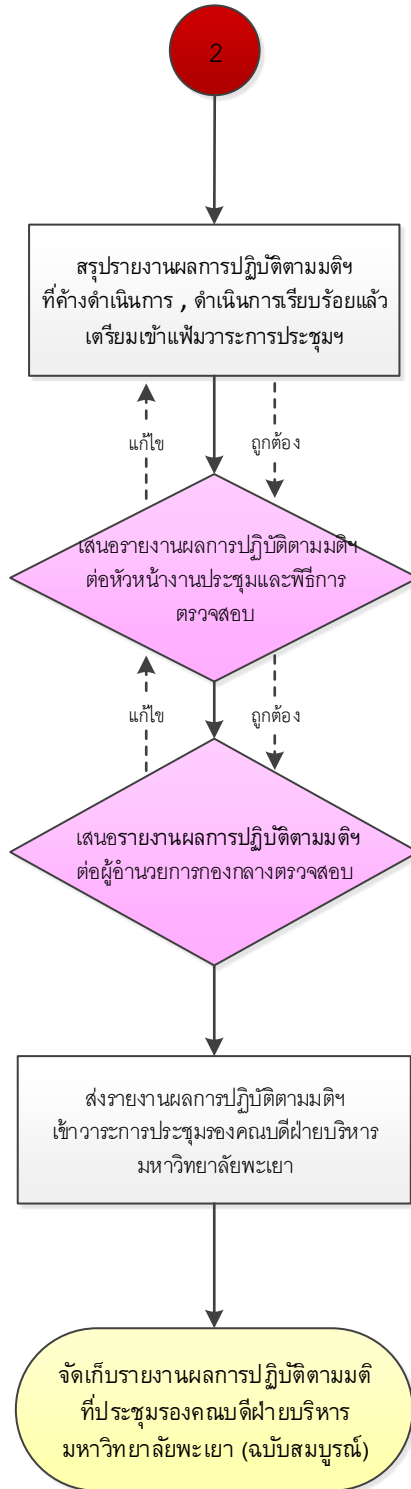 2
สรุปรายงานผลการปฏิบัติตามมติฯ
ที่ค้างดำเนินการ , ดำเนินการเรียบร้อยแล้ว
เตรียมเข้าแฟ้มวาระการประชุมฯ
แก้ไข
ถูกต้อง
เสนอรายงานผลการปฏิบัติตามมติฯ
ต่อหัวหน้างานประชุมและพิธีการ
ตรวจสอบ
แก้ไข
ถูกต้อง
เสนอรายงานผลการปฏิบัติตามมติฯ
ต่อผู้อำนวยการกองกลางตรวจสอบ
ส่งรายงานผลการปฏิบัติตามมติฯ
เข้าวาระการประชุมรองคณบดีฝ่ายบริหาร
มหาวิทยาลัยพะเยา
จัดเก็บรายงานผลการปฏิบัติตามมติ
ที่ประชุมรองคณบดีฝ่ายบริหาร
มหาวิทยาลัยพะเยา (ฉบับสมบูรณ์)